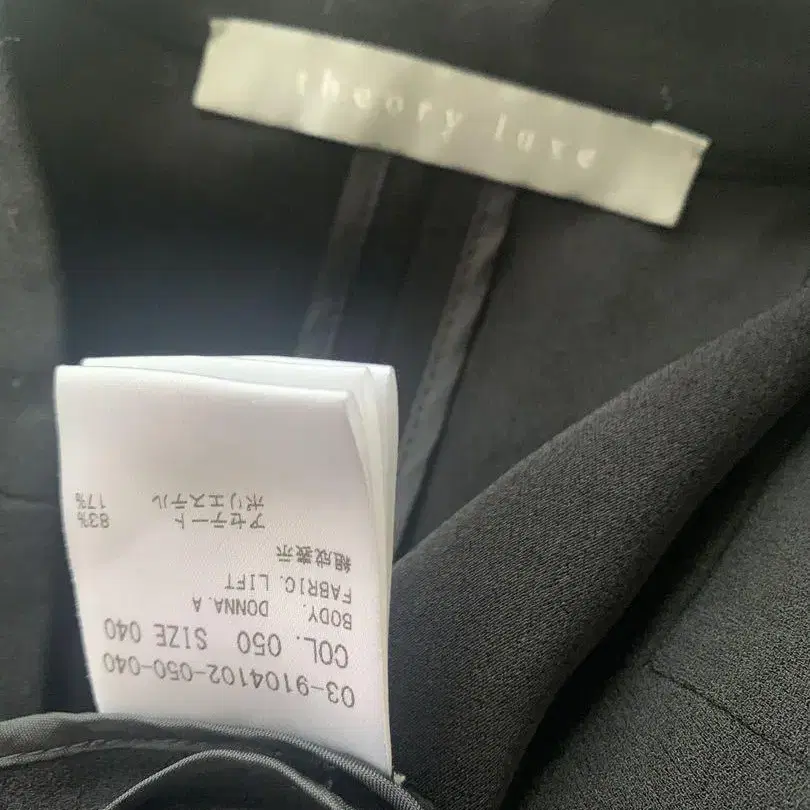 theory luxe
03-9104102-050-040
COL. 050 SIZE 040
BODY. DONNA. A
FABRIC. LIFT
組成表示
アセテート 83%
ポリエステル 17%